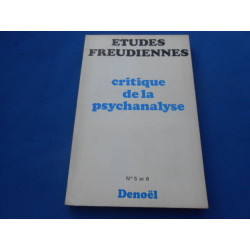 ETUDES
FREUDIENNES
critique
de la
psychanalyse
N° 5 et 6
Denoël